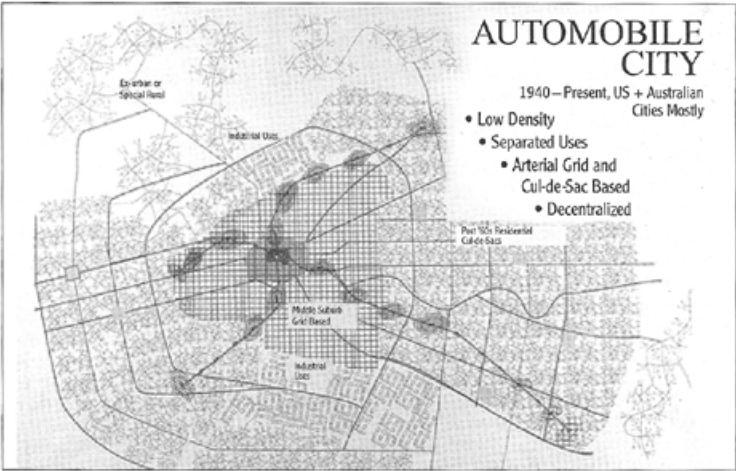 AUTOMOBILE
CITY
1940—Present, US + Australian
Cities Mostly
• Low Density
• Separated Uses
• Arterial Grid and
Cul-de-Sac Based
• Decentralized
Ex-urban or
Special Rural
Industrial Uses
Post '60s Residential
Cul-de-Sacs
Middle Suburb
Grid-Based
Industrial
Uses